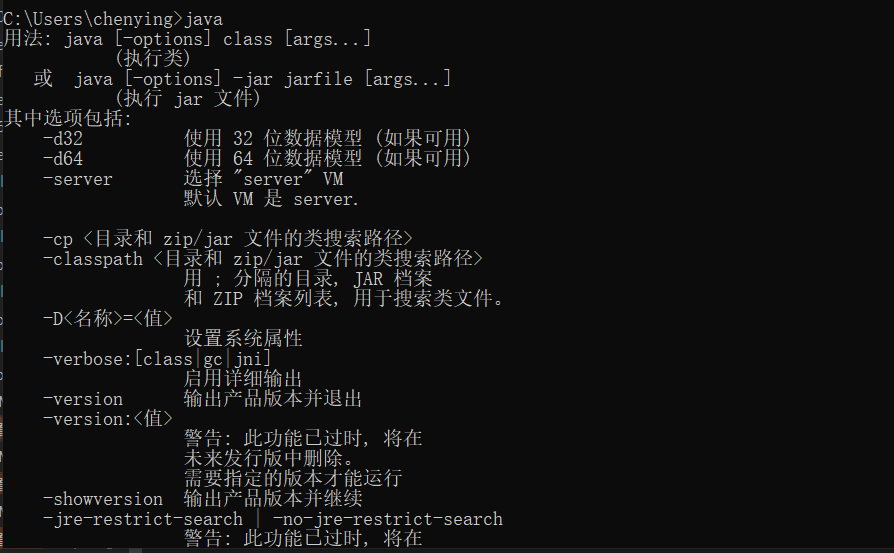 C:\Users\chenying>java
用法: java [-options] class [args...]
(执行类)
或 java [-options] -jar jarfile [args...]
(执行 jar 文件)
其中选项包括:
-d32 使用 32 位数据模型 (如果可用)
-d64 使用 64 位数据模型 (如果可用)
-server 选择 "server" VM
默认 VM 是 server.
-cp <目录和 zip/jar 文件的类搜索路径>
-classpath <目录和 zip/jar 文件的类搜索路径>
用 ; 分隔的目录, JAR 档案
和 ZIP 档案列表, 用于搜索类文件。
-D<名称>=<值>
设置系统属性
-verbose:[class|gc|jni]
启用详细输出
-version 输出产品版本并退出
-version:<值>
警告: 此功能已过时, 将在
未来发行版中删除。
需要指定的版本才能运行
-showversion 输出产品版本并继续
-jre-restrict-search | -no-jre-restrict-search
警告: 此功能已过时, 将在